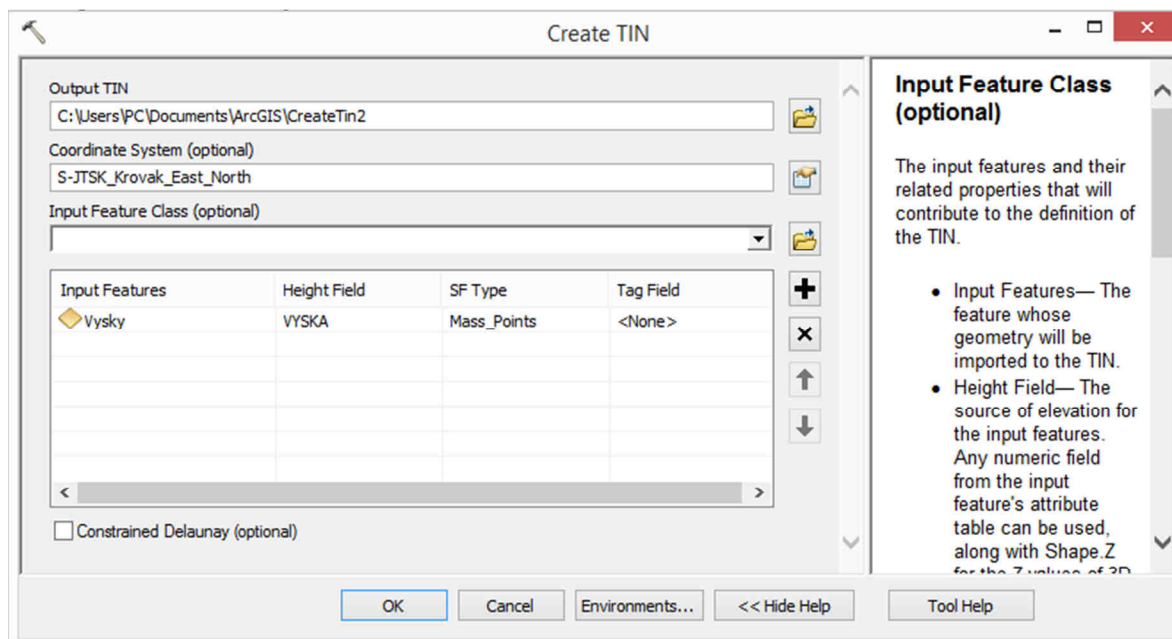 Create TIN
Output TIN
C:\Users\PC\Documents\ArcGIS\CreateTin2
Coordinate System (optional)
S-JTSK_Krovak_East_North
Input Feature Class (optional)
Input Features Height Field SF Type Tag Field
Vysky VYSKA Mass_Points <None>
Constrained Delaunay (optional)
OK Cancel Environments... << Hide Help Tool Help
Input Feature Class
(optional)
The input features and their
related properties that will
contribute to the definition of
the TIN.
• Input Features— The
feature whose
geometry will be
imported to the TIN.
• Height Field— The
source of elevation for
the input features.
Any numeric field
from the input
feature's attribute
table can be used,
along with Shape.Z
for the Z values of 3D